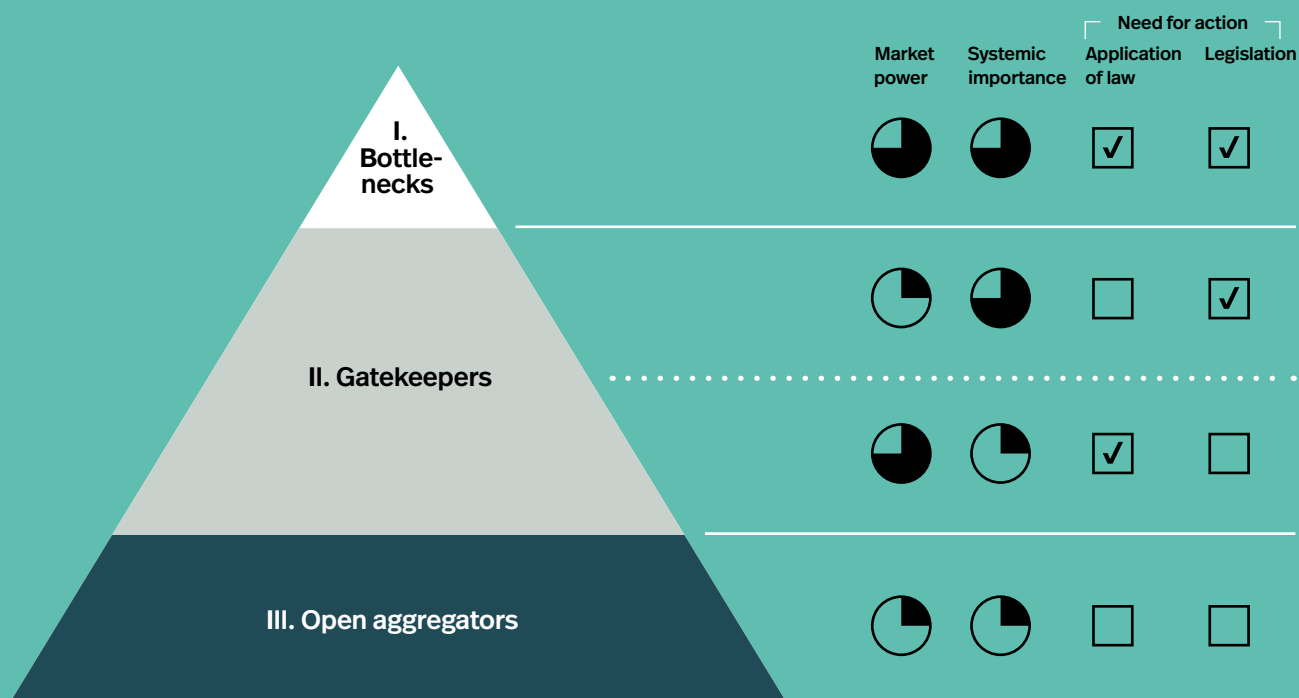 Need for action
Market power
Systemic importance
Application of law
Legislation
I.
Bottle-
necks
II. Gatekeepers
III. Open aggregators